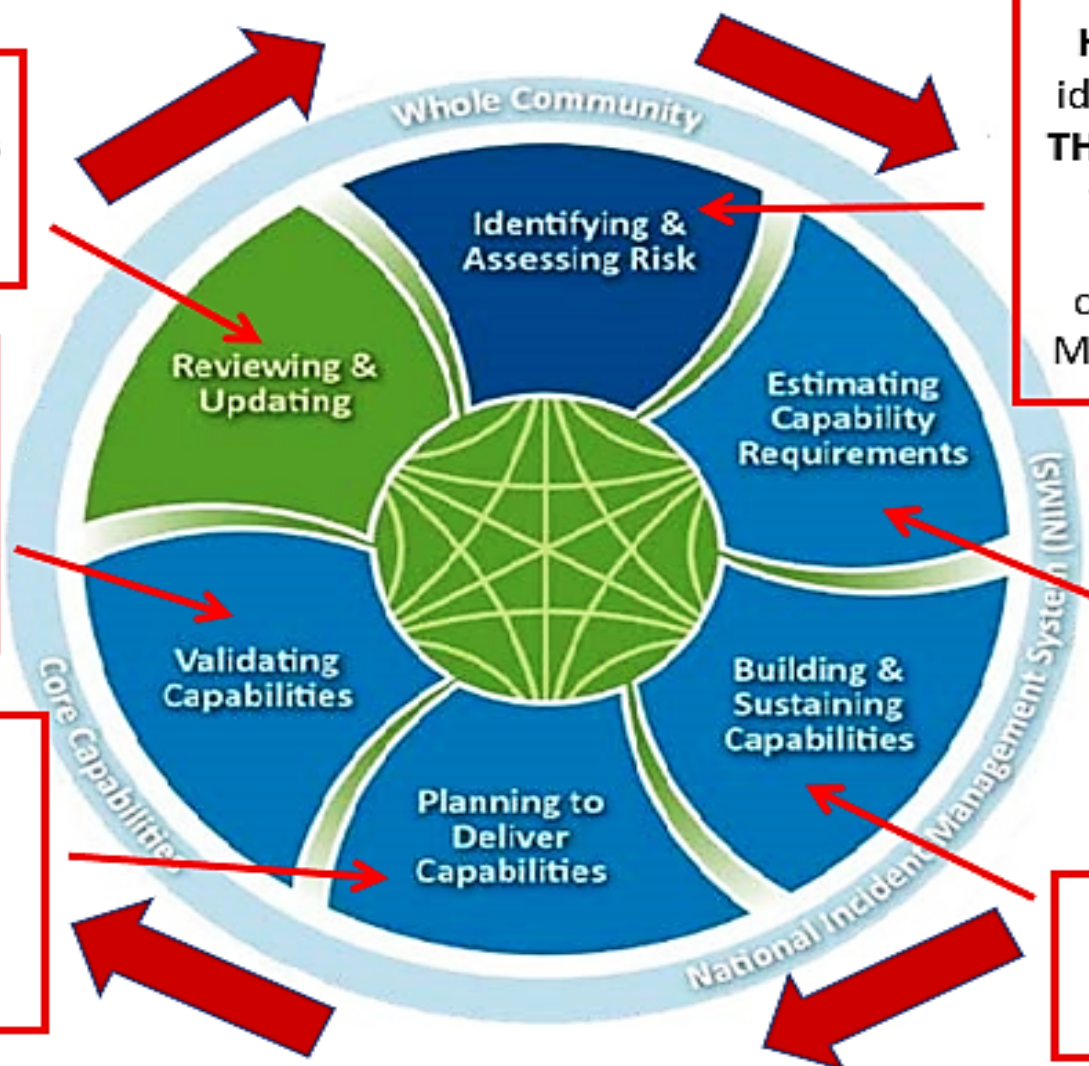 Whole Community
Identifying &
Assessing Risk
Estimating
Capability
Requirements
Building &
Sustaining
Capabilities
Planning to
Deliver
Capabilities
Validating
Capabilities
Reviewing &
Updating
Core Capabilities
National Incident Management System (NIMS)